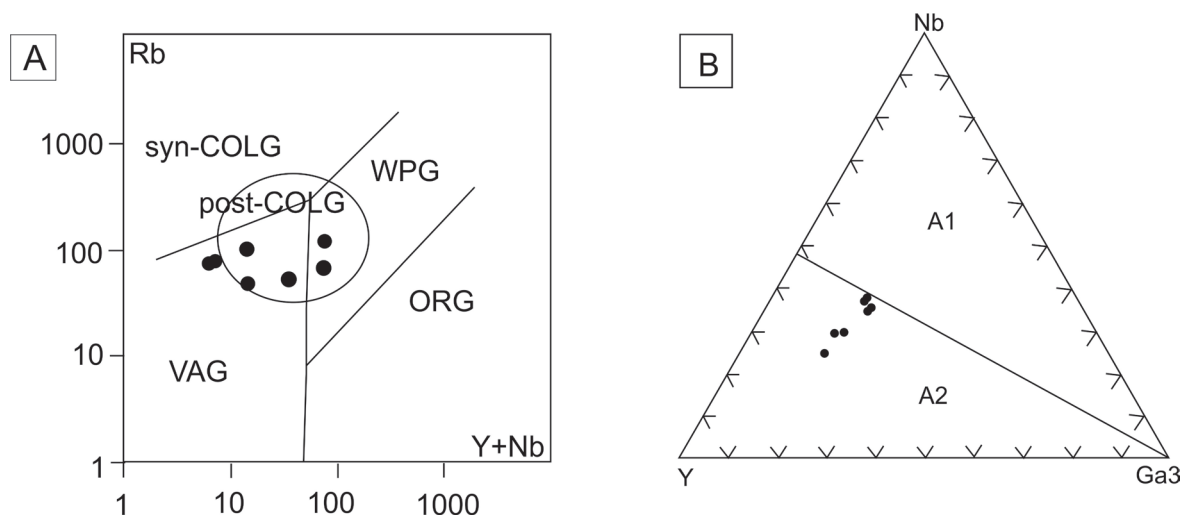 A
Rb
1000
100
10
1
syn-COLG
post-COLG
WPG
ORG
VAG
Y+Nb
1
10
100
1000
B
Nb
A1
A2
Y
Ga3